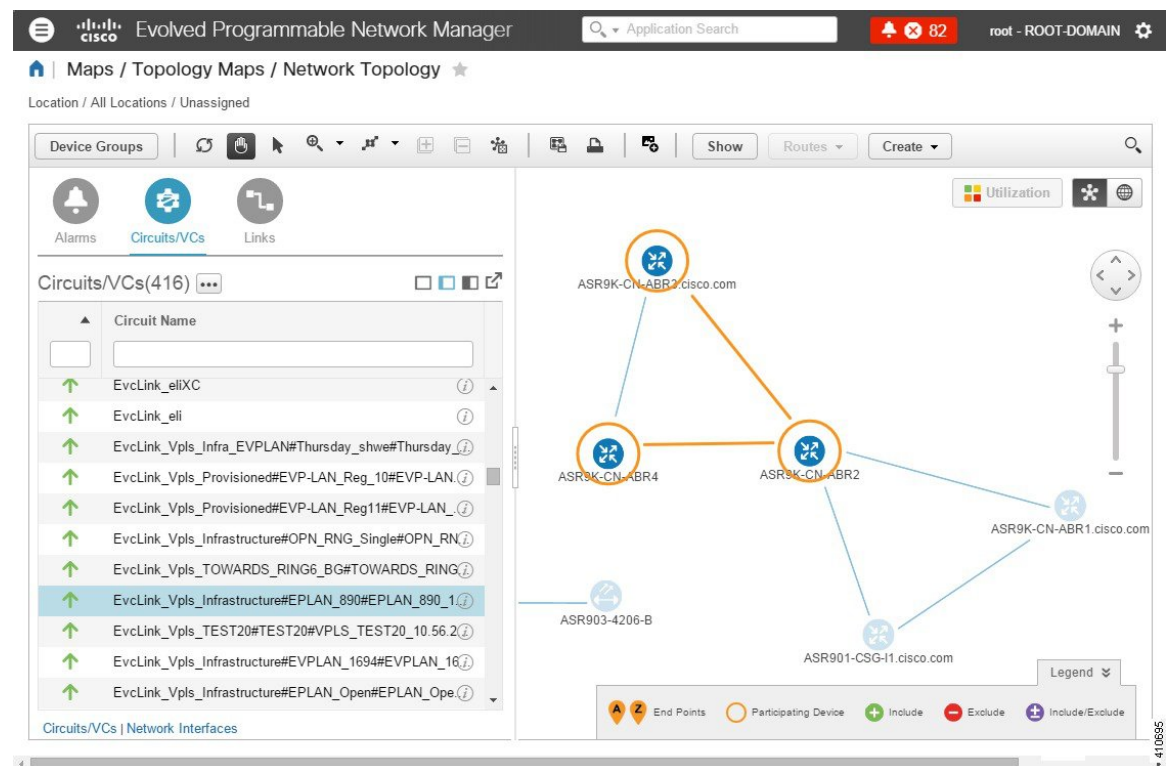 cisco Evolved Programmable Network Manager
Application Search
82
root - ROOT-DOMAIN
Maps / Topology Maps / Network Topology
Location / All Locations / Unassigned
Device Groups
Show
Routes
Create
Alarms
Circuits/VCs
Links
Utilization
Circuits/VCs(416)
Circuit Name
EvcLink_eliXC
EvcLink_eli
EvcLink_Vpls_Infra_EVPLAN#Thursday_shwe#Thursday_
EvcLink_Vpls_Provisioned#EVP-LAN_Reg_10#EVP-LAN.
EvcLink_Vpls_Provisioned#EVP-LAN_Reg11#EVP-LAN_.
EvcLink_Vpls_Infrastructure#OPN_RNG_Single#OPN_RN
EvcLink_Vpls_TOWARDS_RING6_BG#TOWARDS_RING
EvcLink_Vpls_Infrastructure#EPLAN_890#EPLAN_890_1.
EvcLink_Vpls_TEST20#TEST20#VPLS_TEST20_10.56.2
EvcLink_Vpls_Infrastructure#EVPLAN_1694#EVPLAN_16
EvcLink_Vpls_Infrastructure#EPLAN_Open#EPLAN_Ope.
Circuits/VCs | Network Interfaces
ASR9K-CN-ABR3.cisco.com
ASR9K-CN-ABR4
ASR9K-CN-ABR2
ASR9K-CN-ABR1.cisco.com
ASR903-4206-B
ASR901-CSG-I1.cisco.com
Legend
A Z End Points
Participating Device
Include
Exclude
Include/Exclude
410695